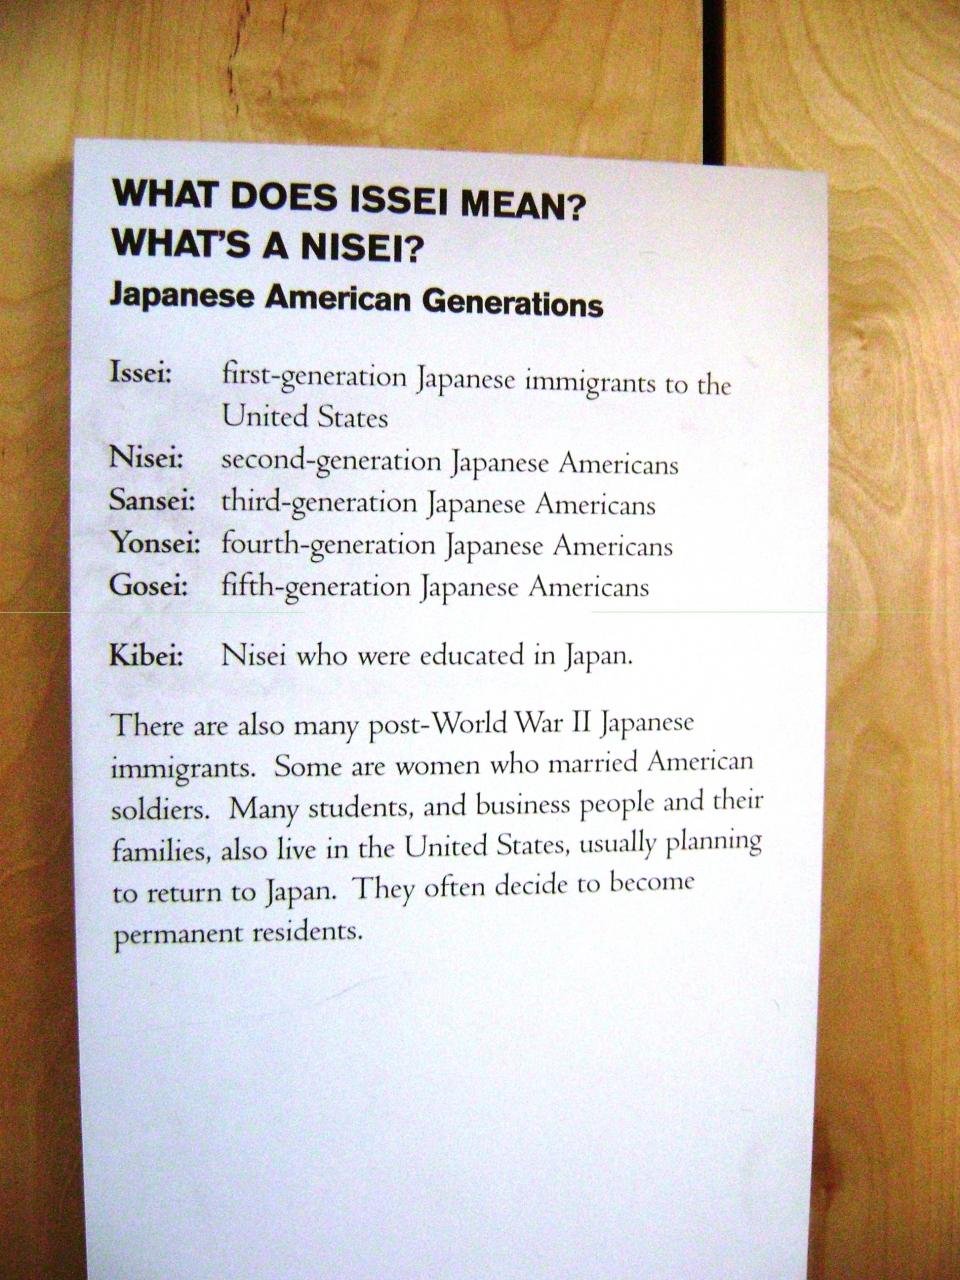 WHAT DOES ISSEI MEAN?
WHAT'S A NISEI?
Japanese American Generations
Issei: first-generation Japanese immigrants to the
United States
Nisei: second-generation Japanese Americans
Sansei: third-generation Japanese Americans
Yonsei: fourth-generation Japanese Americans
Gosei: fifth-generation Japanese Americans
Kibei: Nisei who were educated in Japan.
There are also many post-World War II Japanese
immigrants. Some are women who married American
soldiers. Many students, and business people and their
families, also live in the United States, usually planning
to return to Japan. They often decide to become
permanent residents.